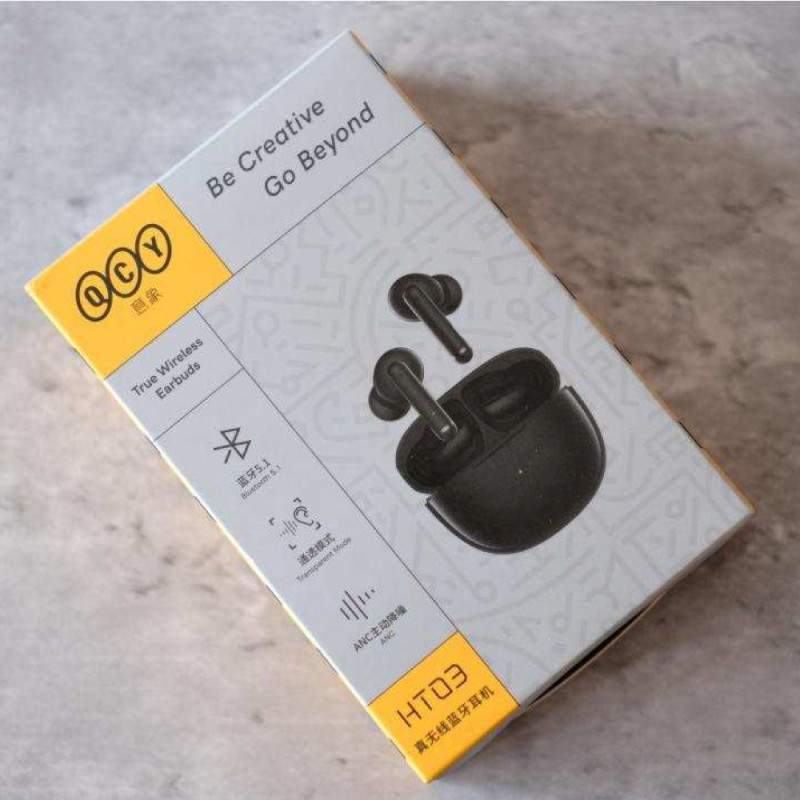 Be Creative
Go Beyond
QCY
意象
True Wireless
Earbuds
蓝牙5.1
Bluetooth 5.1
通透模式
Transparent Mode
ANC主动降噪
ANC
HT03
真无线蓝牙耳机